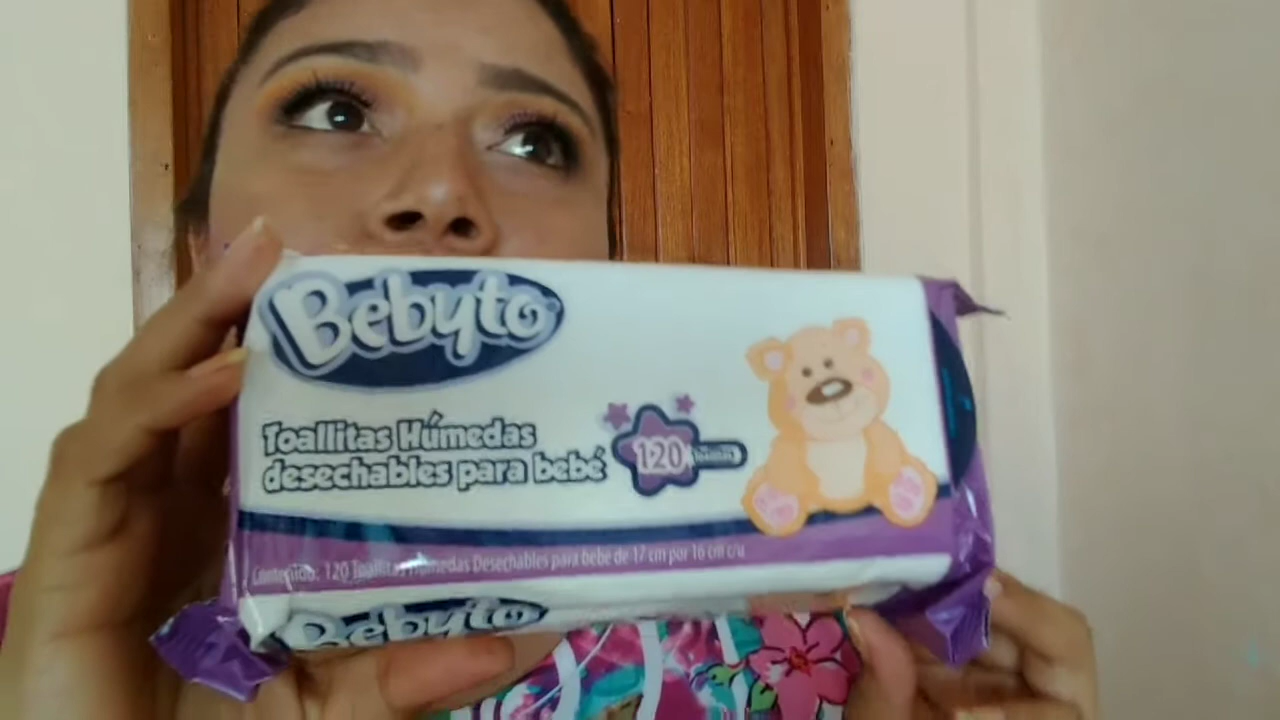 Bebyto
Toallitas Húmedas
desechables para bebé
120
Contenido: 120 Toallitas Húmedas Desechables para bebe de 17 cm por 16 cm c/u
Bebyto